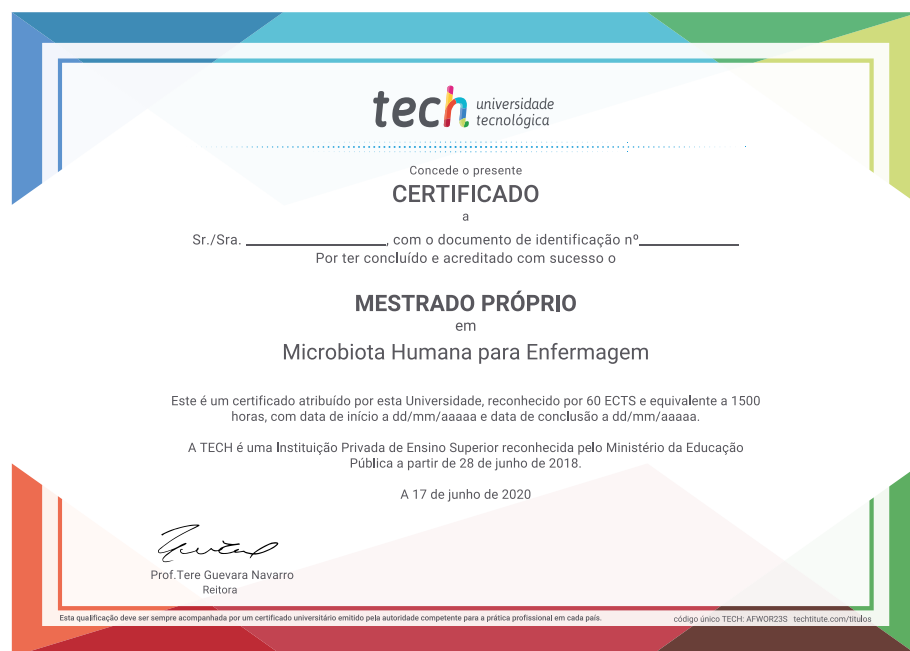 tech universidade
tecnológica
Concede o presente
CERTIFICADO
a
Sr./Sra. ________________, com o documento de identificação nº____________
Por ter concluído e acreditado com sucesso o
MESTRADO PRÓPRIO
em
Microbiota Humana para Enfermagem
Este é um certificado atribuído por esta Universidade, reconhecido por 60 ECTS e equivalente a 1500
horas, com data de início a dd/mm/aaaaa e data de conclusão a dd/mm/aaaaa.
A TECH é uma Instituição Privada de Ensino Superior reconhecida pelo Ministério da Educação
Pública a partir de 28 de junho de 2018.
A 17 de junho de 2020
Prof.Tere Guevara Navarro
Reitora
Esta qualificação deve ser sempre acompanhada por um certificado universitário emitido pela autoridade competente para a prática profissional em cada país.
código único TECH: AFWOR23S techtitute.com/titulos